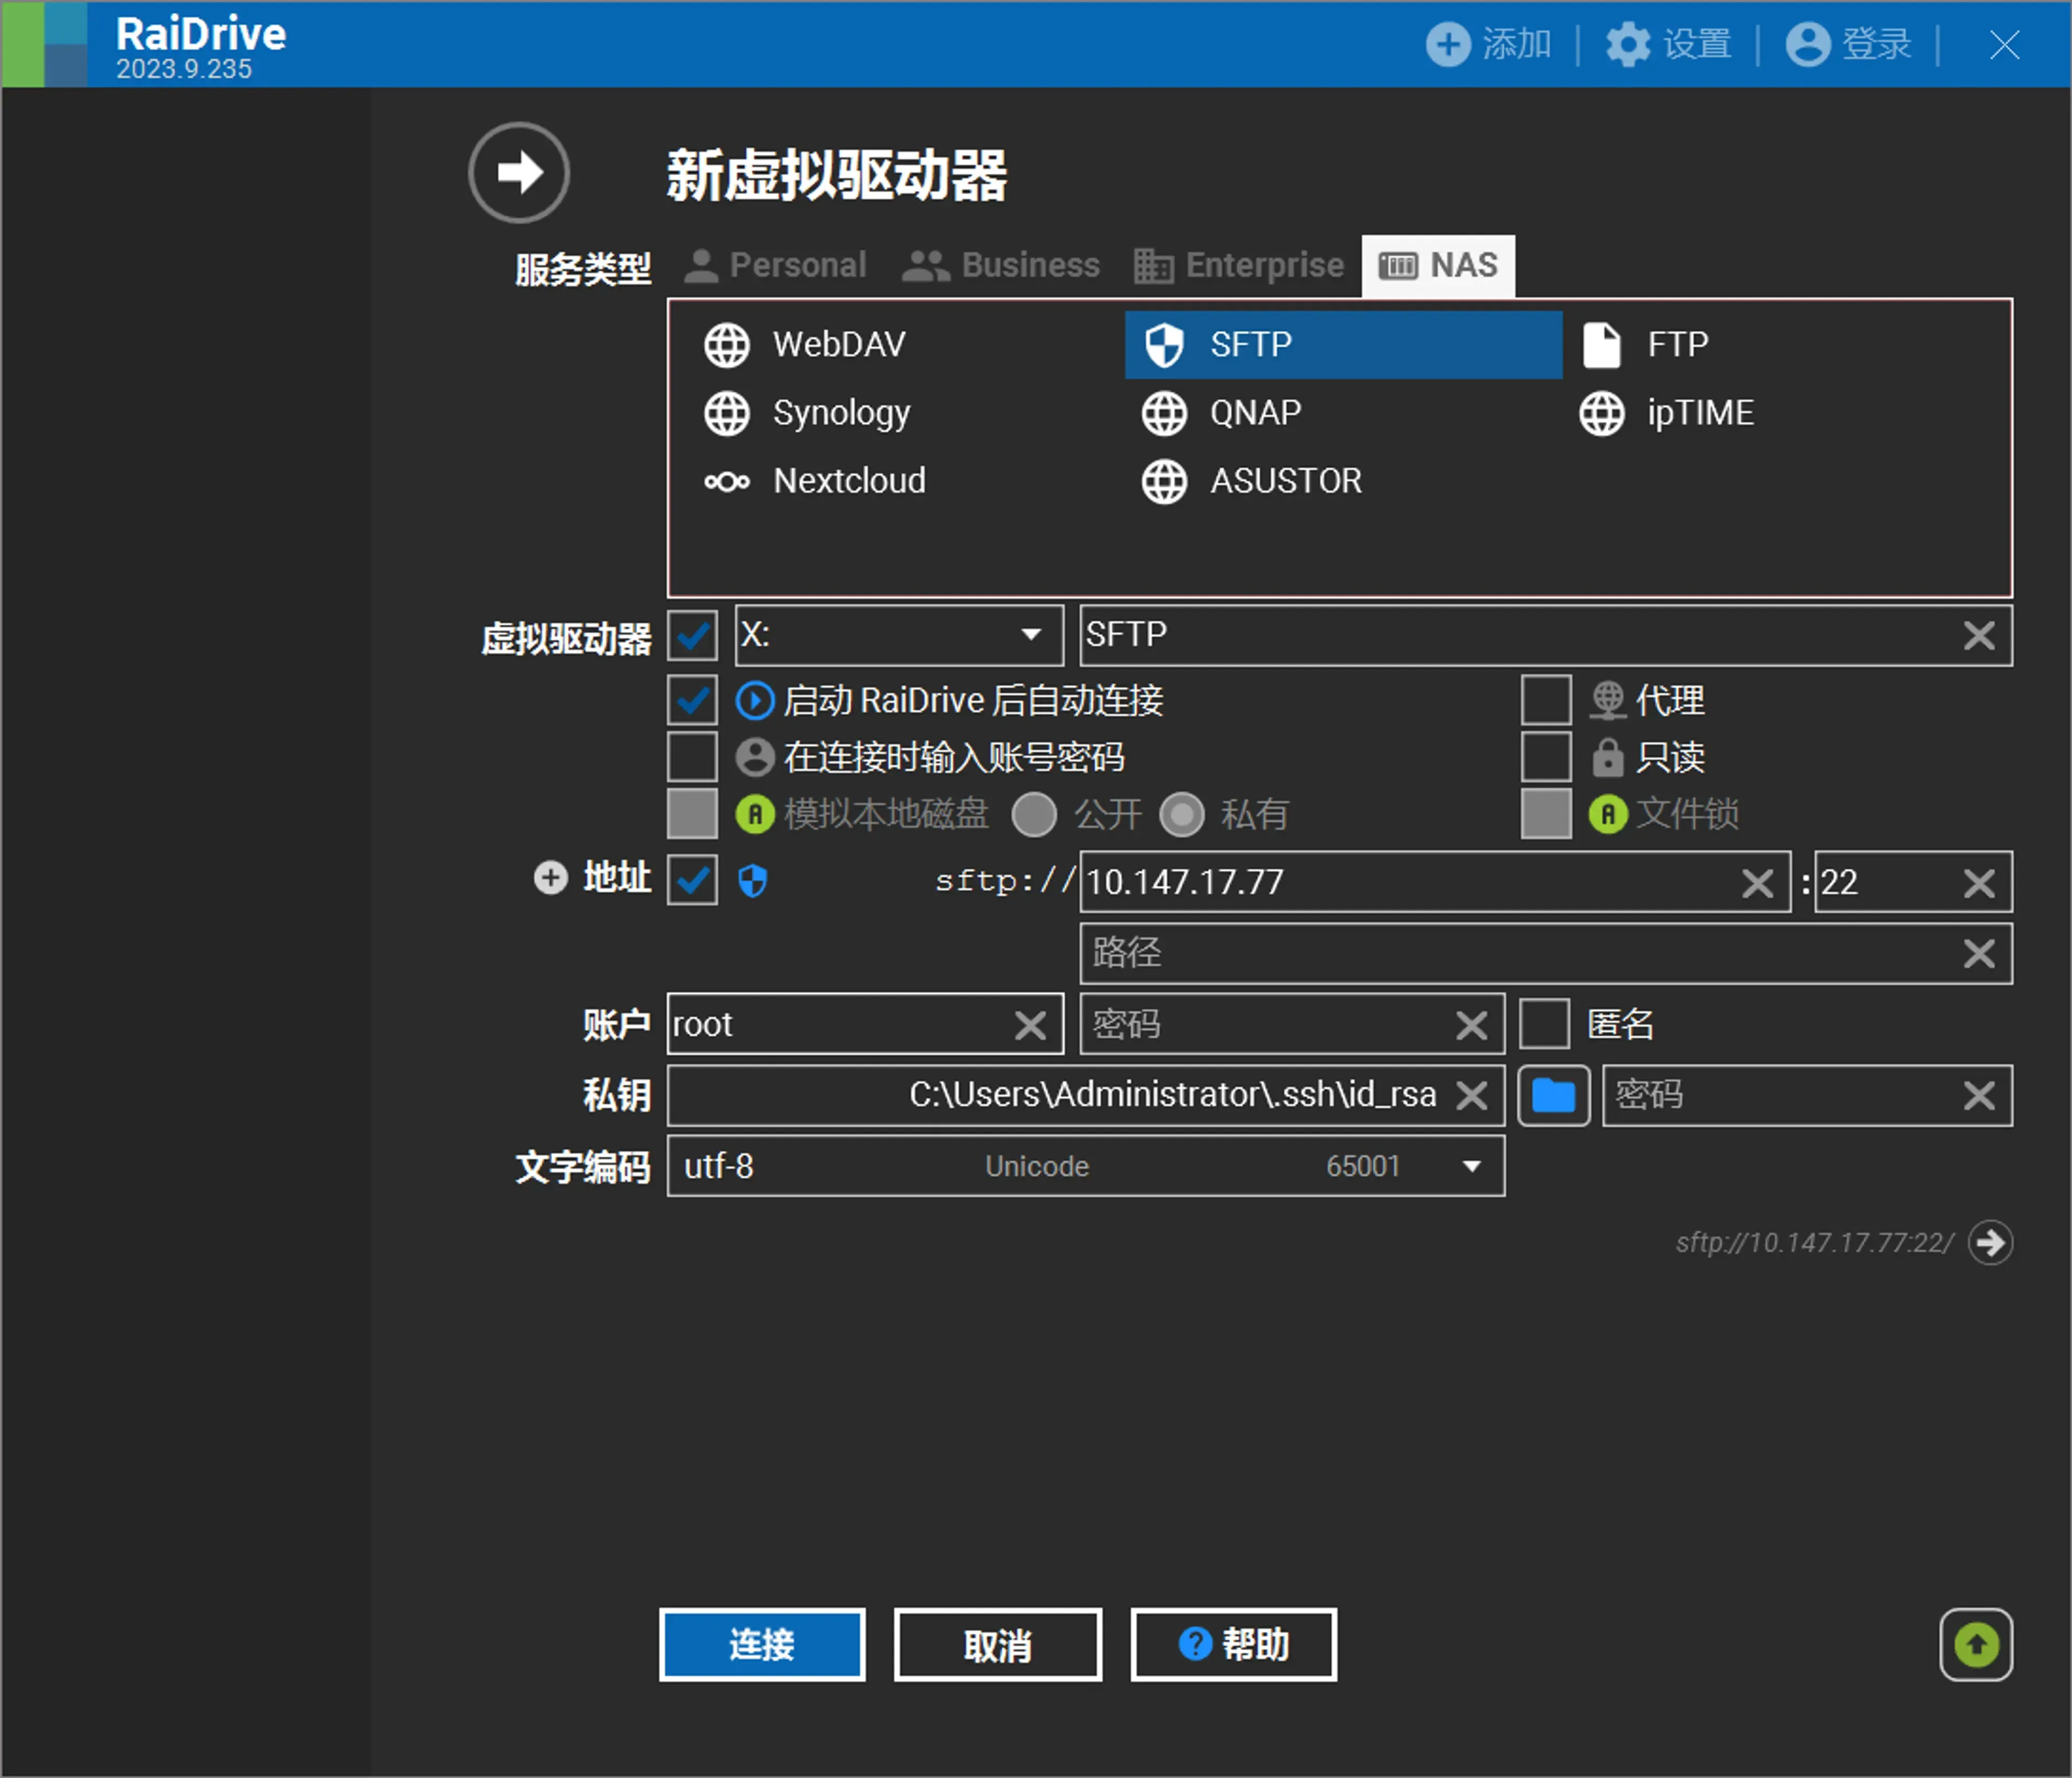 RaiDrive
2023.9.235
添加 | 设置 | 登录 |
新虚拟驱动器
服务类型 Personal Business Enterprise NAS
WebDAV SFTP FTP
Synology QNAP ipTIME
Nextcloud ASUSTOR
虚拟驱动器 X: SFTP
启动 RaiDrive 后自动连接 代理
在连接时输入账号密码 只读
A 模拟本地磁盘 公开 私有 A 文件锁
地址 sftp:// 10.147.17.77 : 22
路径
账户 root 密码 匿名
私钥 C:\Users\Administrator\.ssh\id_rsa 密码
文字编码 utf-8 Unicode 65001
sftp://10.147.17.77:22/
连接 取消 ? 帮助